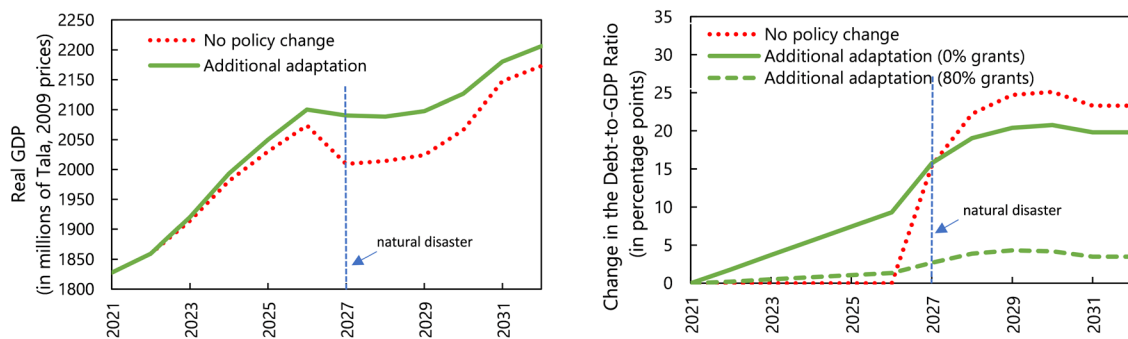 Real GDP
(in millions of Tala, 2009 prices)
2250
2200
2150
2100
2050
2000
1950
1900
1850
1800
No policy change
Additional adaptation
natural disaster
2021
2023
2025
2027
2029
2031
Change in the Debt-to-GDP Ratio
(in percentage points)
35
30
25
20
15
10
5
0
No policy change
Additional adaptation (0% grants)
Additional adaptation (80% grants)
natural disaster
2021
2023
2025
2027
2029
2031